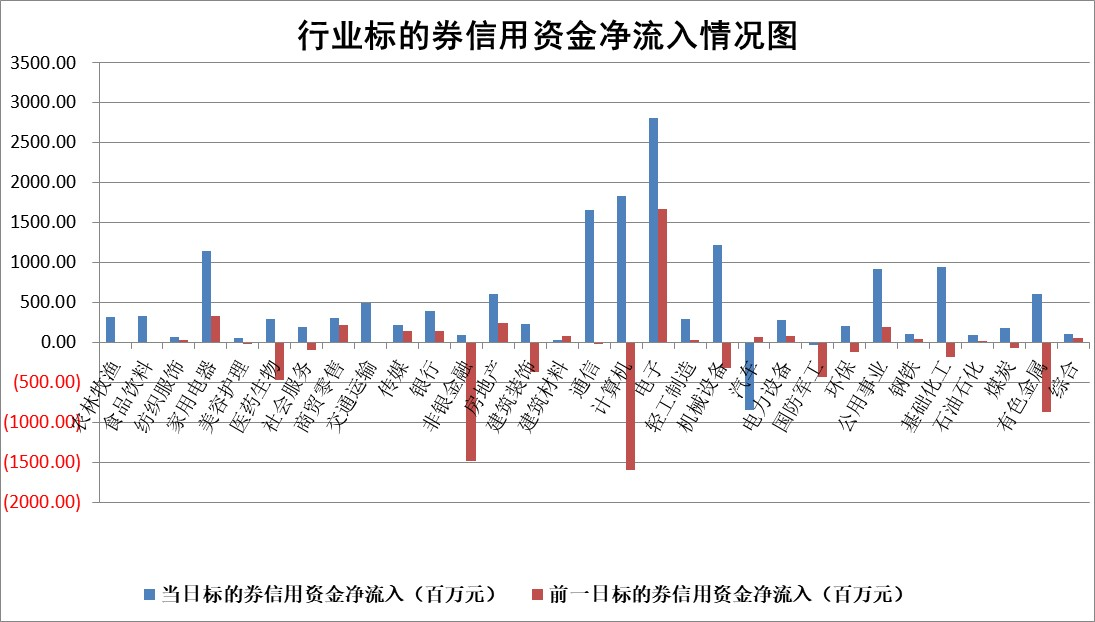 行业标的券信用资金净流入情况图
3500.00
3000.00
2500.00
2000.00
1500.00
1000.00
500.00
0.00
(500.00)
(1000.00)
(1500.00)
(2000.00)
农林牧渔
食品饮料
纺织服饰
家用电器
美容护理
医药生物
社会服务
商贸零售
交通运输
传媒
银行
非银金融
房地产
建筑装饰
建筑材料
通信
计算机
电子
轻工制造
机械设备
汽车
电力设备
国防军工
环保
公用事业
钢铁
基础化工
石油石化
煤炭
有色金属
综合
当日标的券信用资金净流入（百万元）
前一日标的券信用资金净流入（百万元）